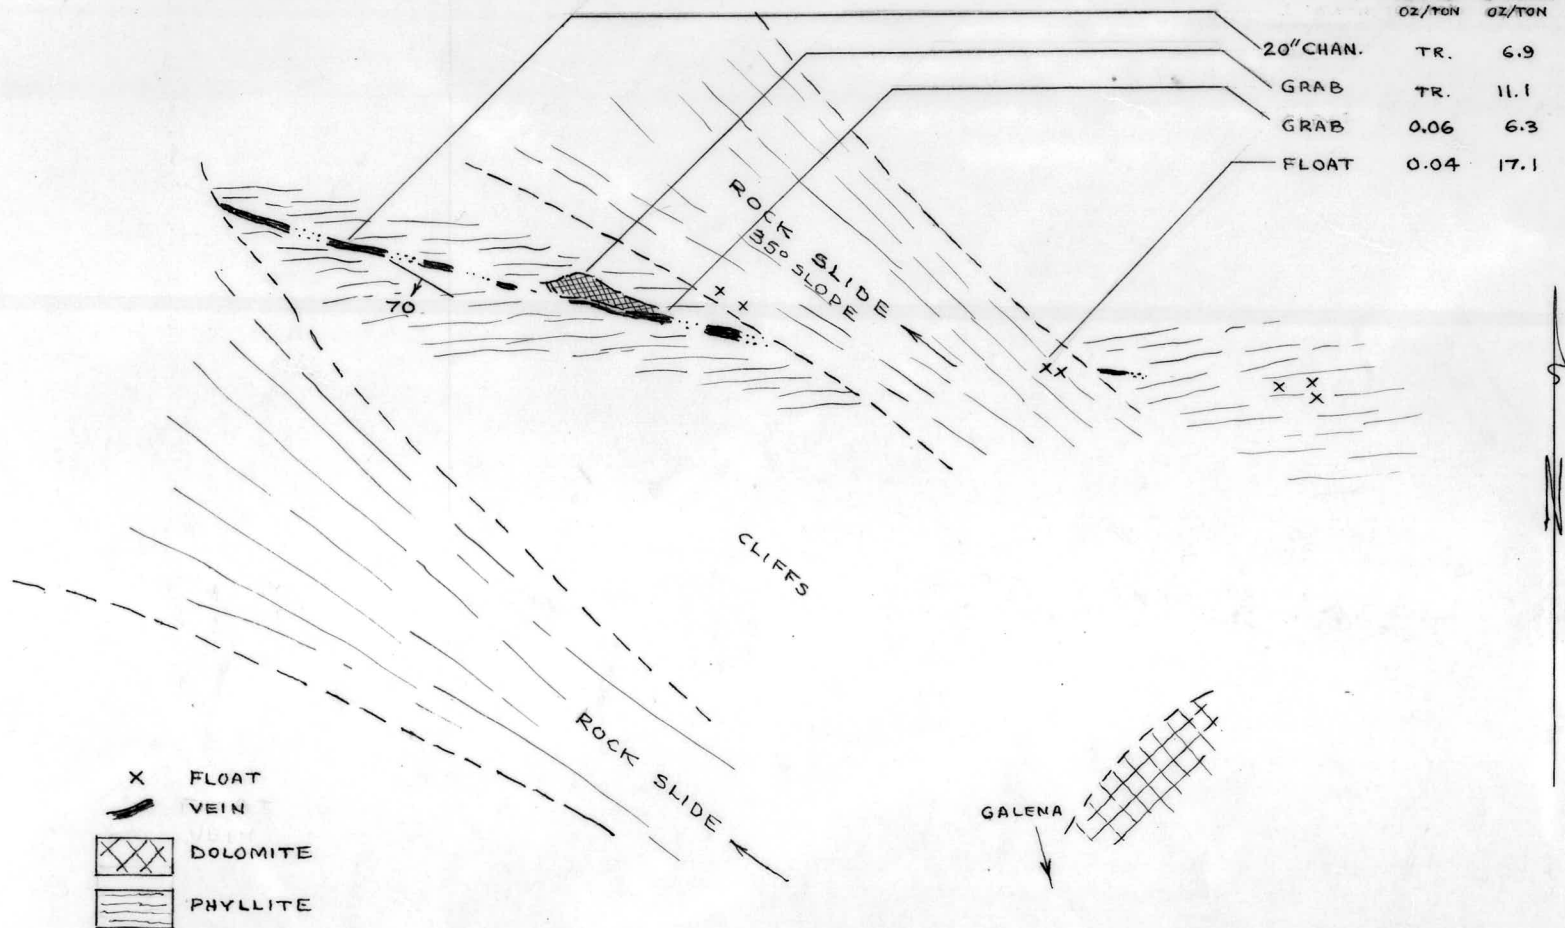 OZ/TON OZ/TON
20" CHAN. TR. 6.9
GRAB TR. 11.1
GRAB 0.06 6.3
FLOAT 0.04 17.1
ROCK SLIDE
35° SLOPE
70
CLIFFS
N
ROCK SLIDE
GALENA
X FLOAT
VEIN
DOLOMITE
PHYLLITE